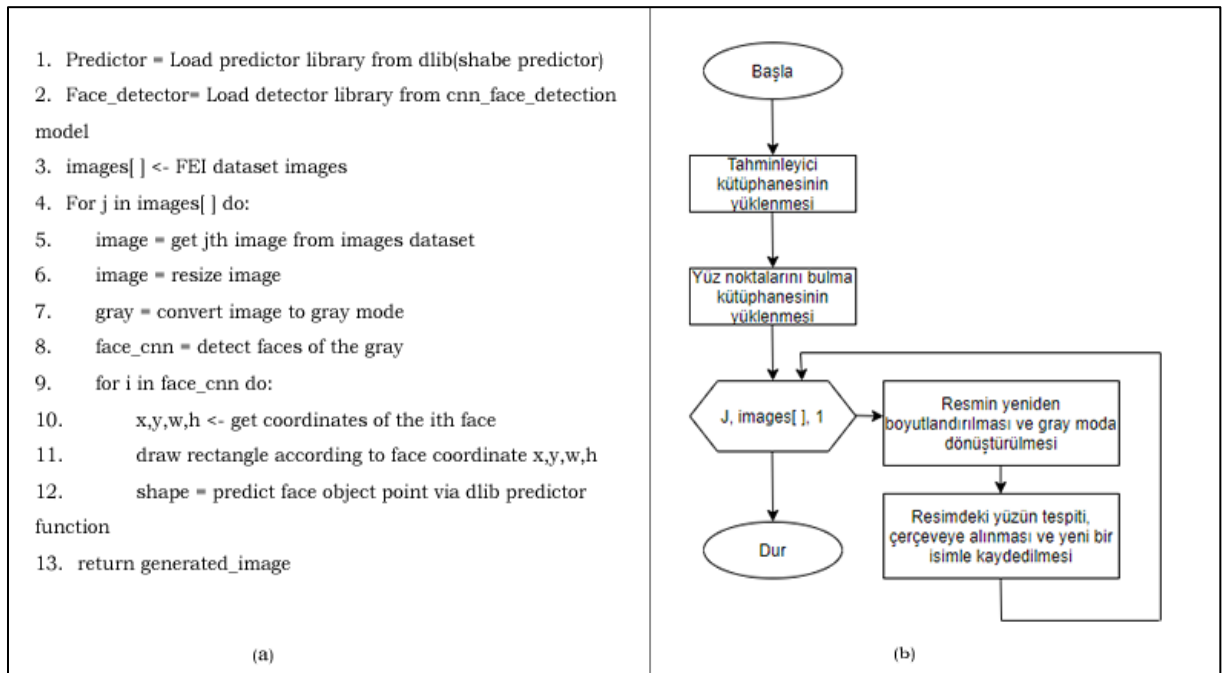 1. Predictor = Load predictor library from dlib(shabe predictor)
2. Face_detector= Load detector library from cnn_face_detection
model
3. images[ ] <- FEI dataset images
4. For j in images[ ] do:
5. image = get jth image from images dataset
6. image = resize image
7. gray = convert image to gray mode
8. face_cnn = detect faces of the gray
9. for i in face_cnn do:
10. x,y,w,h <- get coordinates of the ith face
11. draw rectangle according to face coordinate x,y,w,h
12. shape = predict face object point via dlib predictor
function
13. return generated_image
(a)
Başla
Tahminleyici
kütüphanesinin
yüklenmesi
Yüz noktalarını bulma
kütüphanesinin
yüklenmesi
J, images[ ], 1
Resmin yeniden
boyutlandırılması ve gray moda
dönüştürülmesi
Resimdeki yüzün tespiti,
çerçeveye alınması ve yeni bir
isimle kaydedilmesi
Dur
(b)